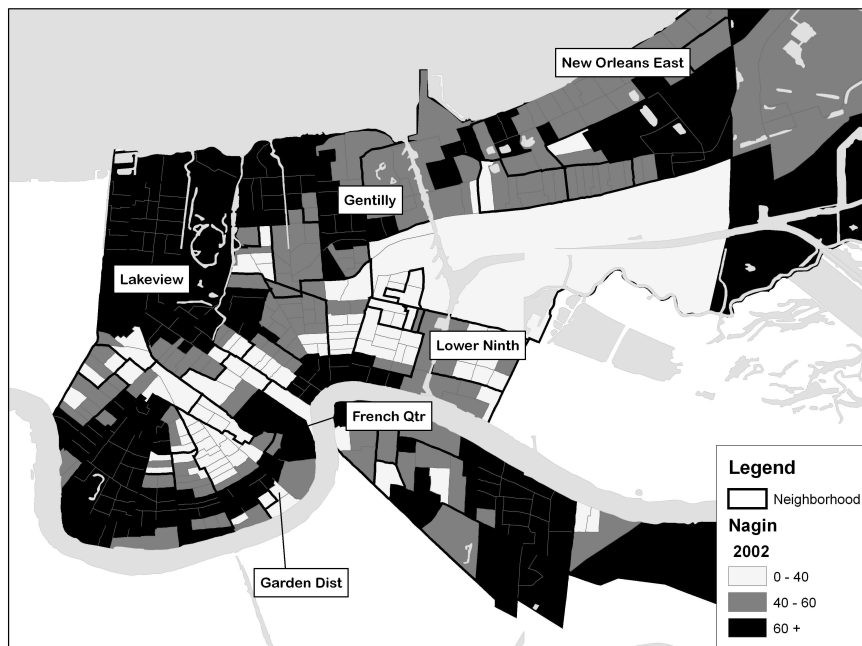 New Orleans East
Gentilly
Lakeview
Lower Ninth
French Qtr
Garden Dist
Legend
Neighborhood
Nagin
2002
0 - 40
40 - 60
60 +